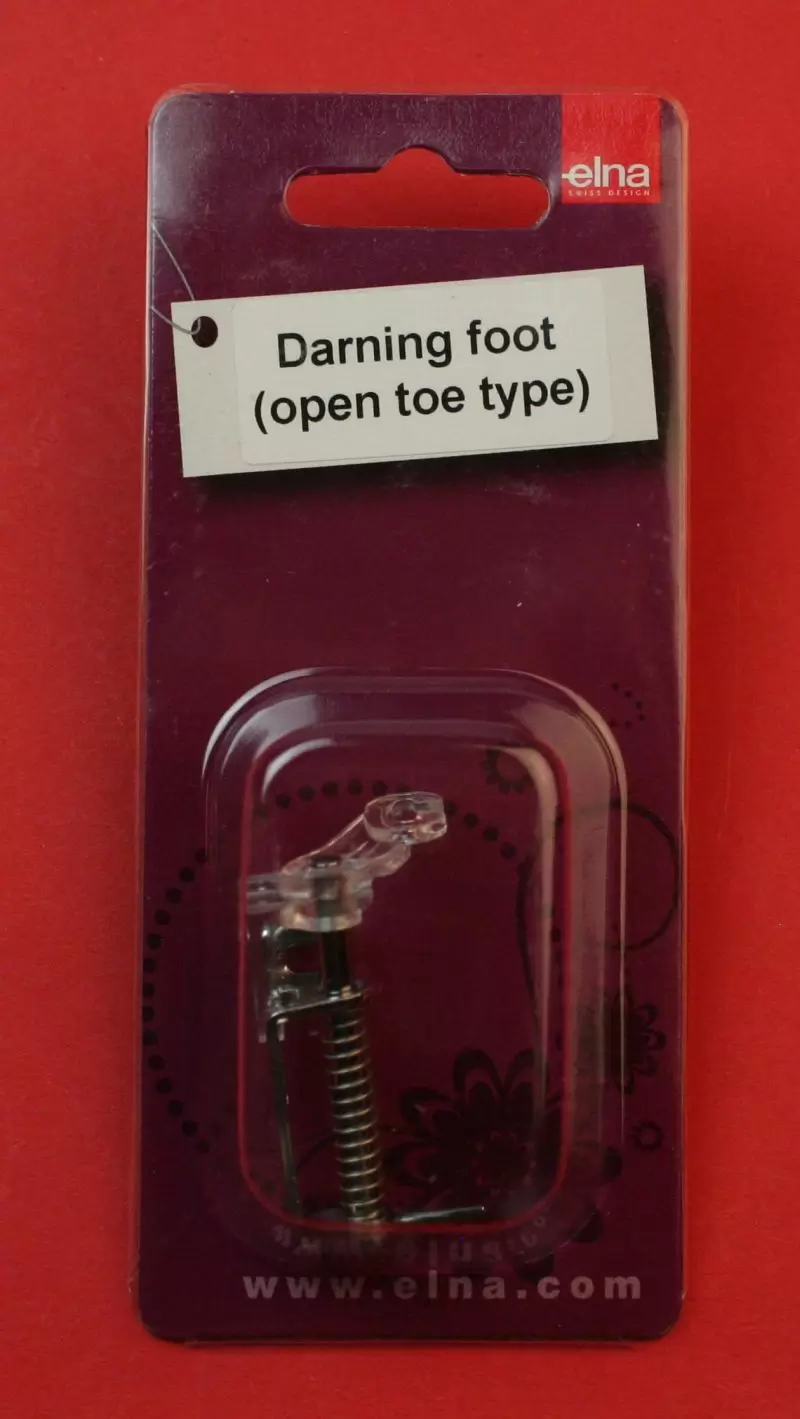 elna
SWISS DESIGN
Darning foot
(open toe type)
www.elna.com